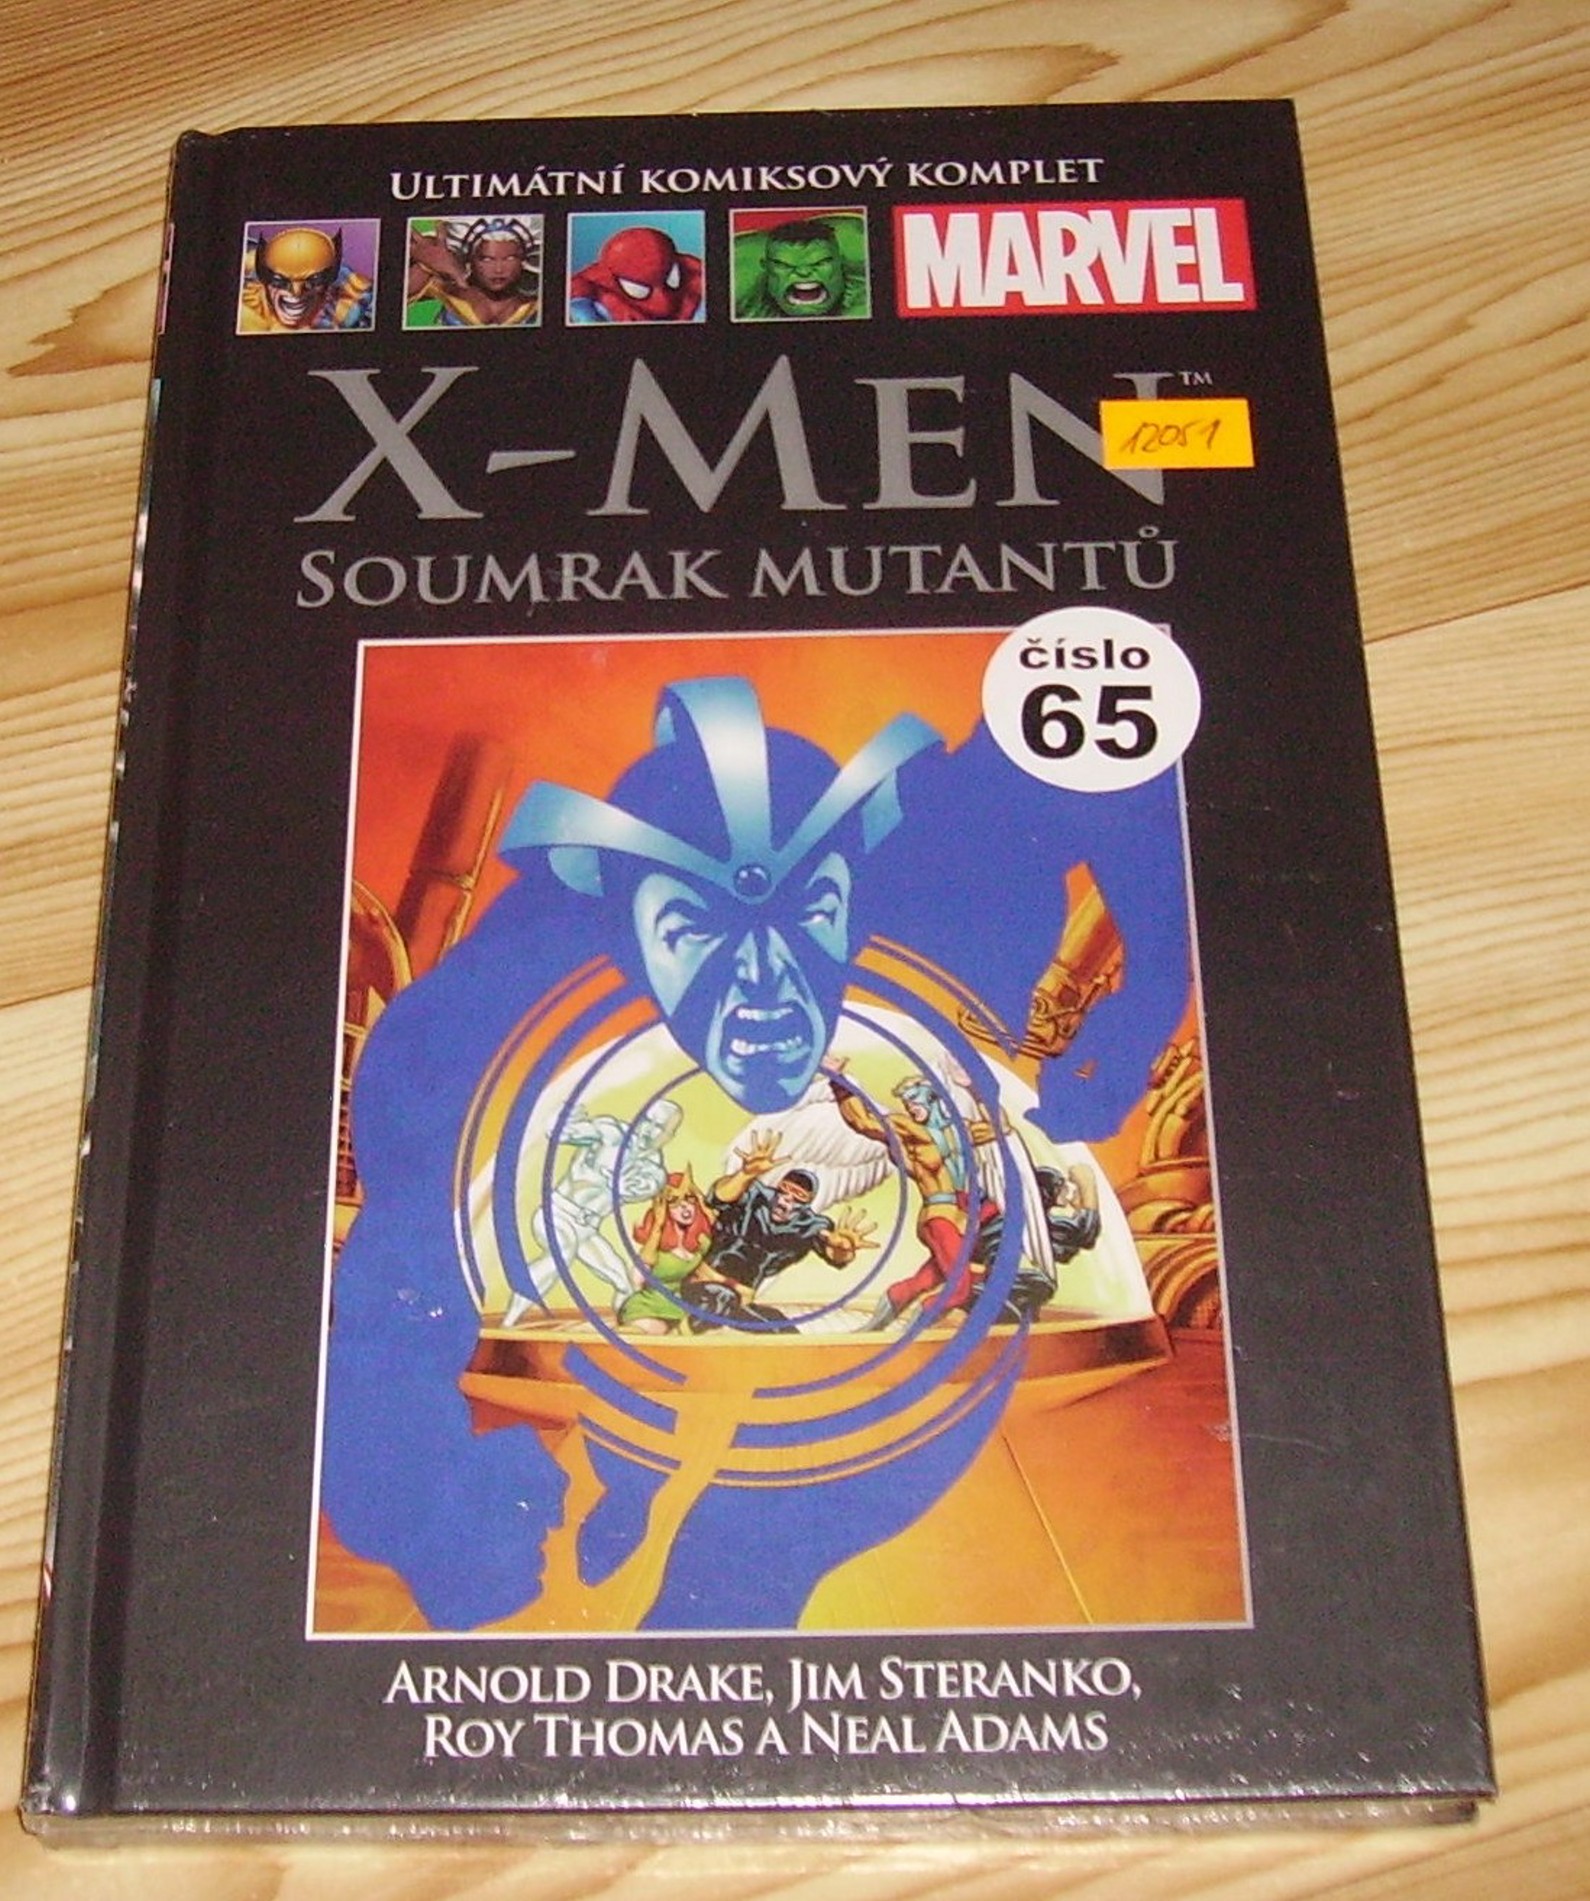 ULTIMÁTNÍ KOMIKSOVÝ KOMPLET
MARVEL
X-MEN™
12051
SOUMRAK MUTANTŮ
číslo
65
ARNOLD DRAKE, JIM STERANKO,
ROY THOMAS A NEAL ADAMS